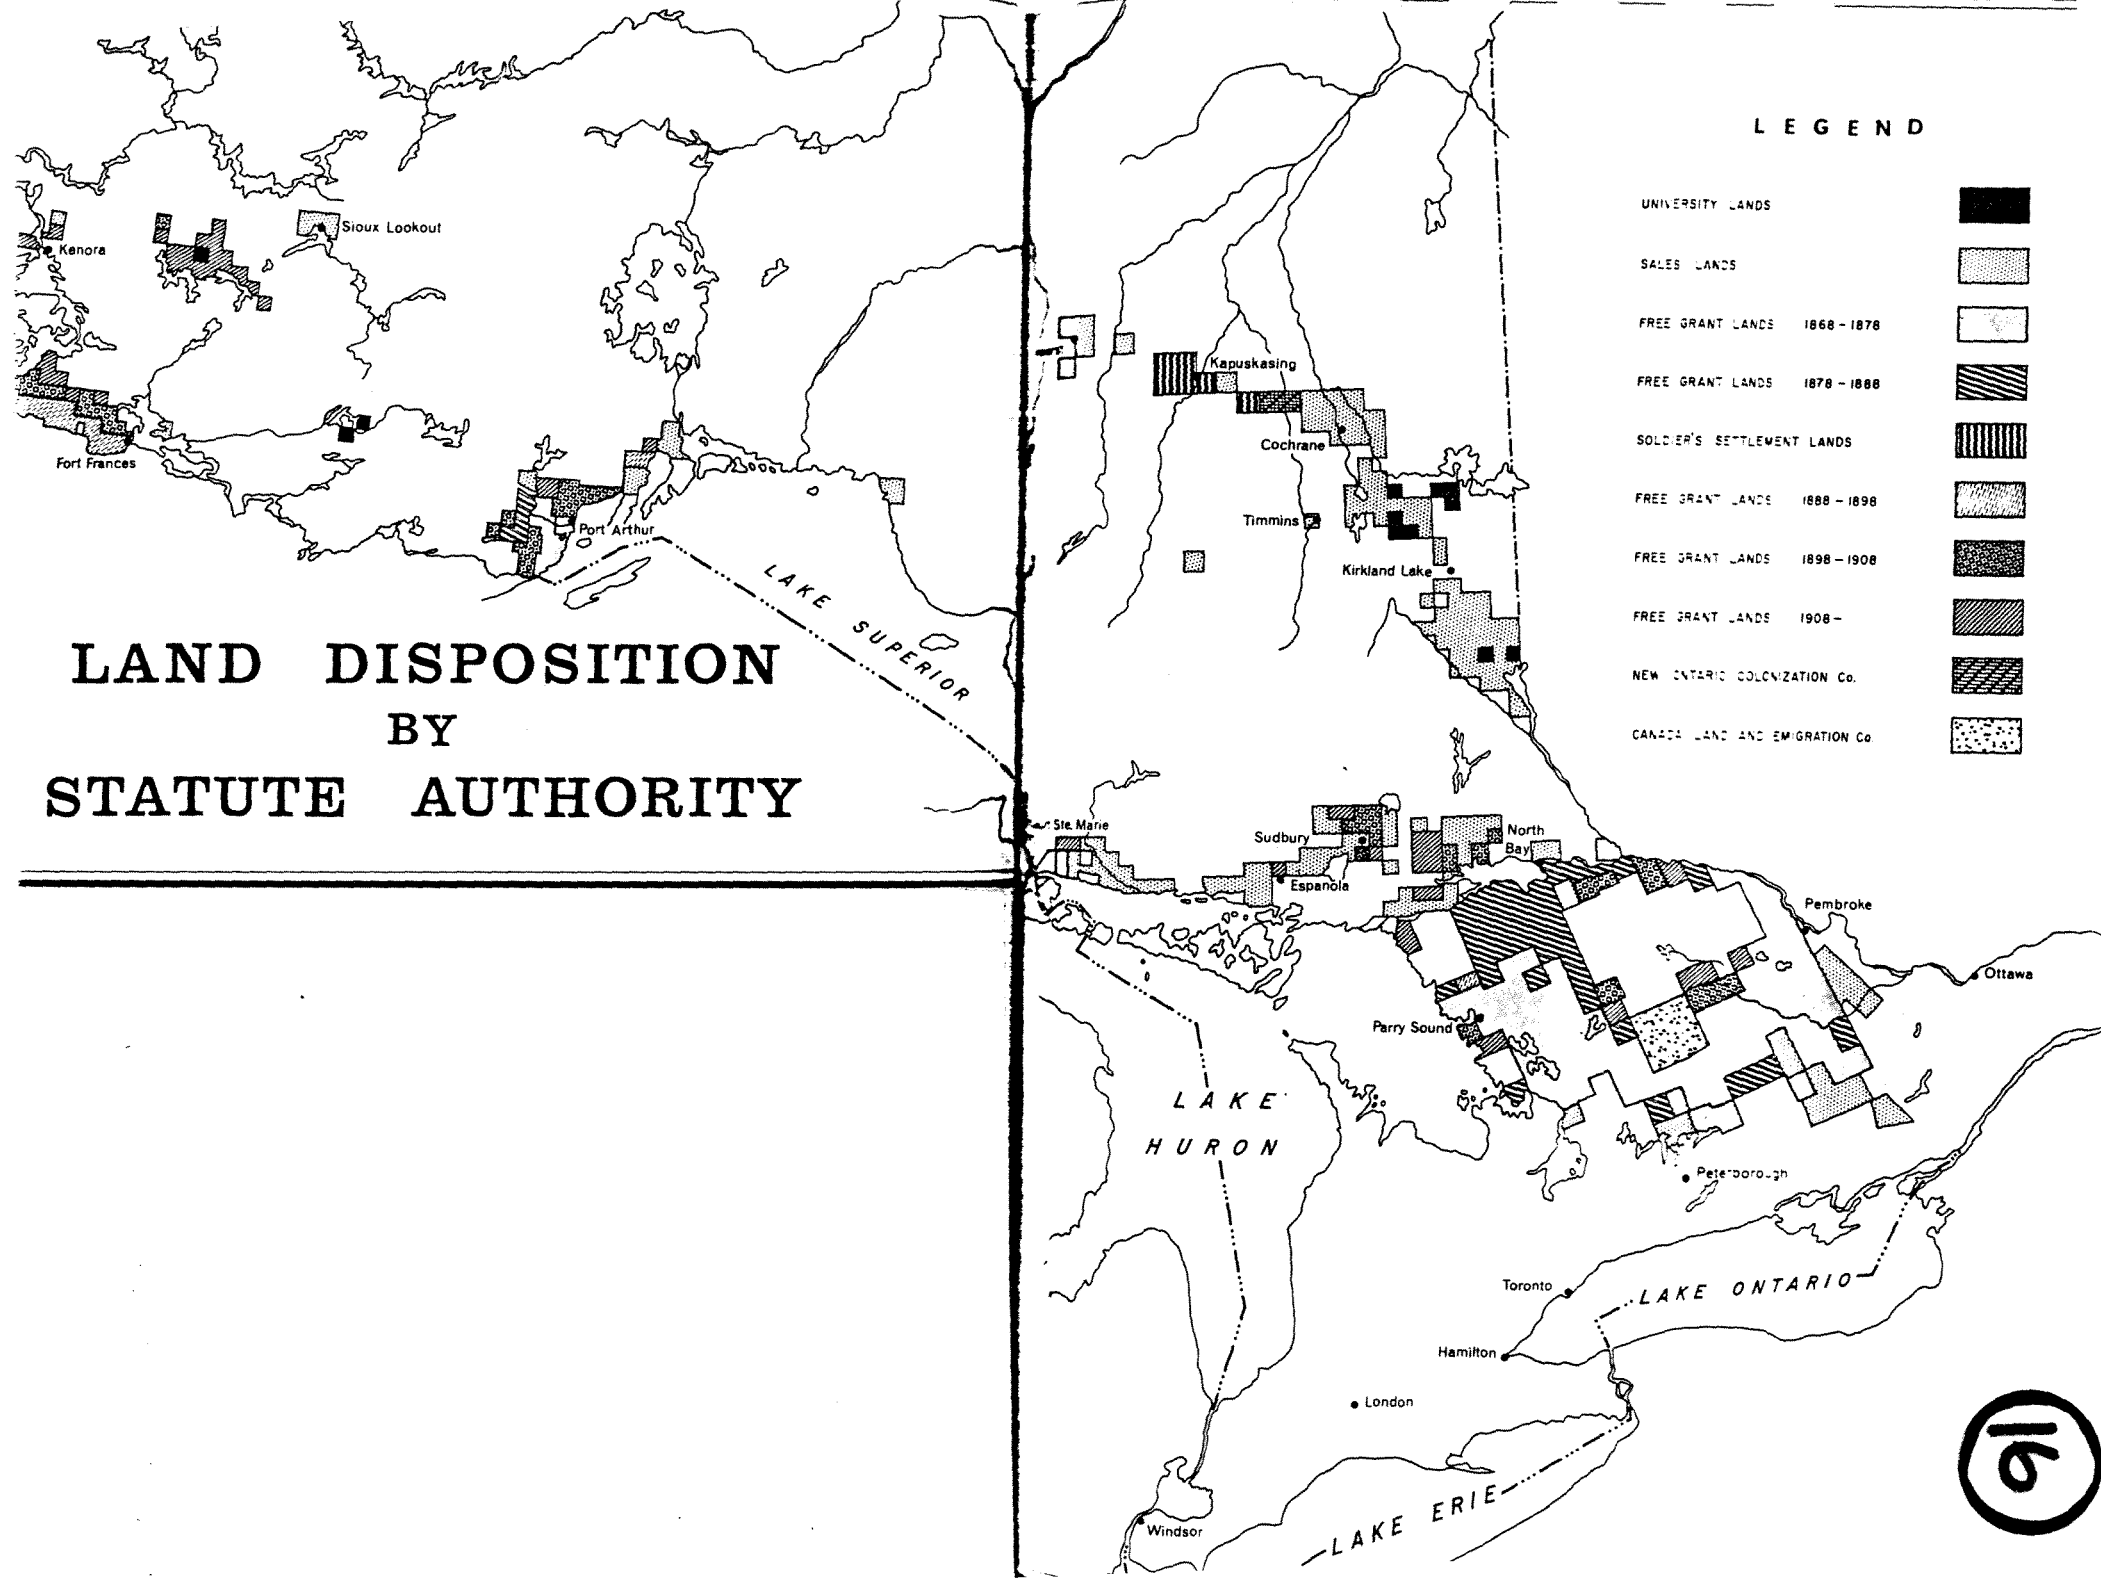 LEGEND
UNIVERSITY LANDS
SALES LANDS
FREE GRANT LANDS 1868-1878
FREE GRANT LANDS 1878-1888
SOLDIER'S SETTLEMENT LANDS
FREE GRANT LANDS 1888-1898
FREE GRANT LANDS 1898-1908
FREE GRANT LANDS 1908-
NEW ONTARIO COLONIZATION Co.
CANADA LAND AND EMIGRATION Co.
Sioux Lookout
Kenora
Fort Frances
Port Arthur
LAKE SUPERIOR
Kapuskasing
Cochrane
Timmins
Kirkland Lake
LAND DISPOSITION
BY
STATUTE AUTHORITY
Ste. Marie
Sudbury
Espanola
North
Bay
Pembroke
Ottawa
Parry Sound
LAKE
HURON
Peterborough
Toronto
LAKE ONTARIO
Hamilton
London
LAKE ERIE
Windsor